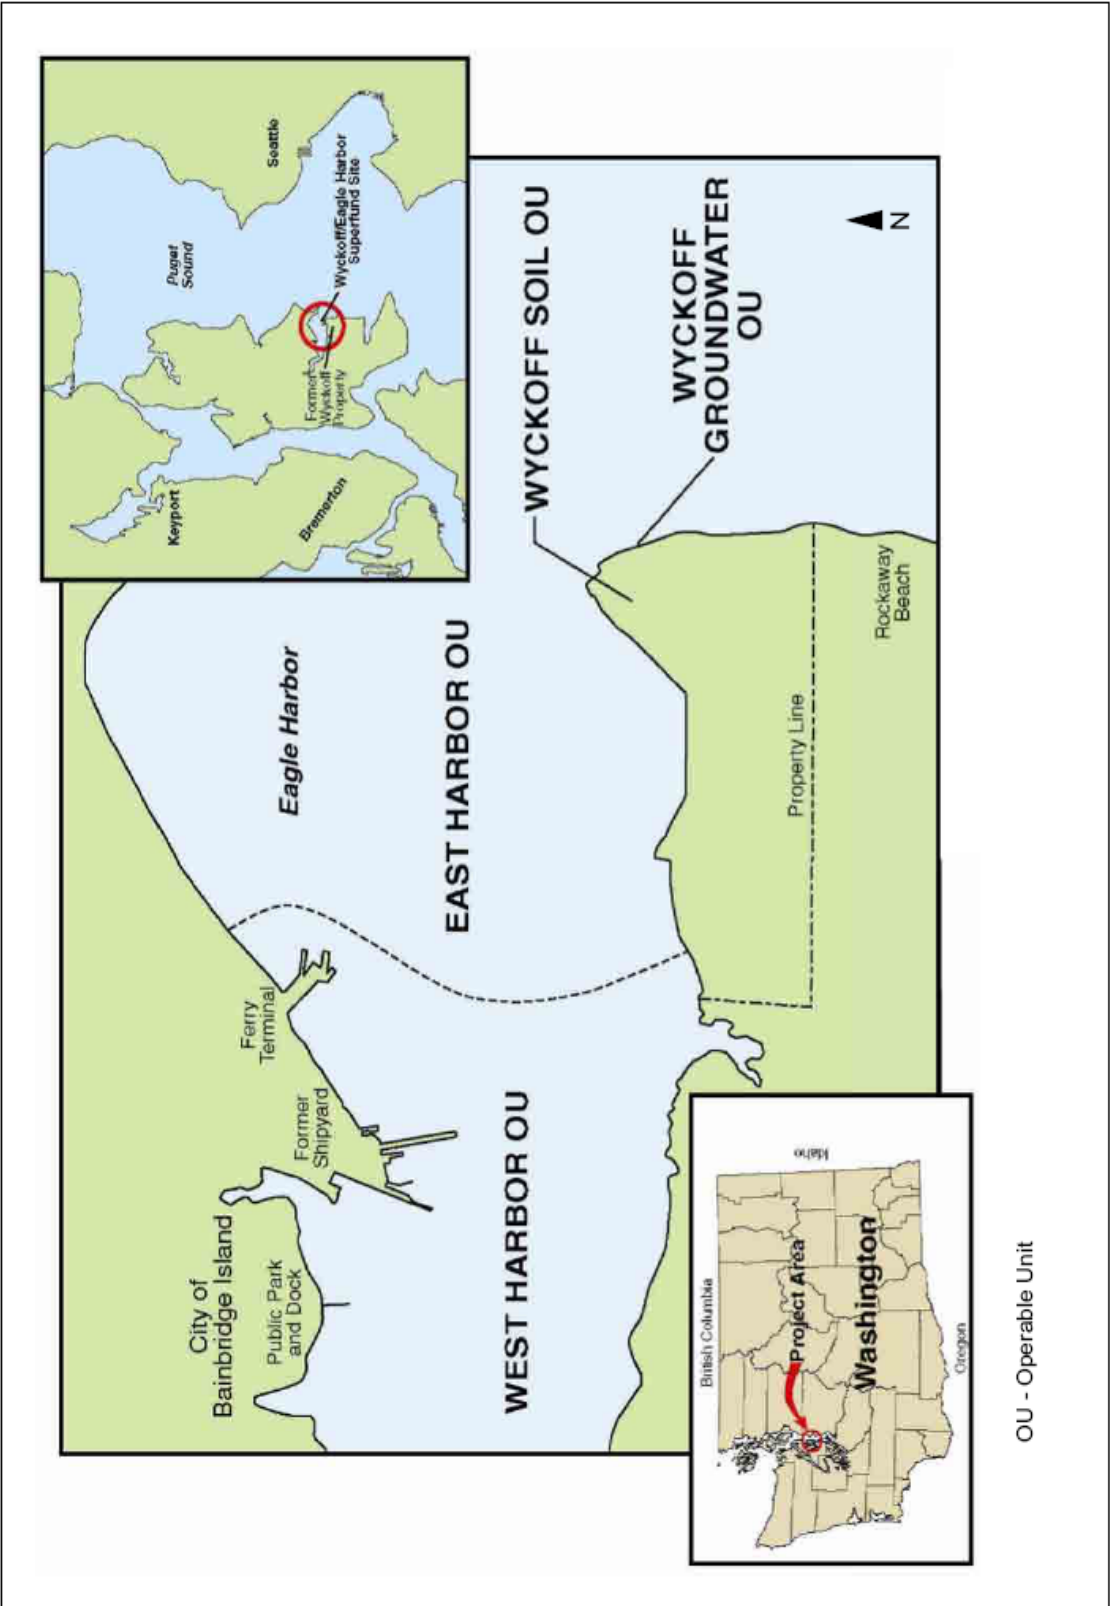 Seattle
Puget
Sound
Wyckoff/Eagle Harbor
Superfund Site
Former
Wyckoff
Property
Keyport
Bremerton
WYCKOFF SOIL OU
WYCKOFF
GROUNDWATER
OU
N
Eagle Harbor
EAST HARBOR OU
Rockaway
Beach
Property Line
Ferry
Terminal
Former
Shipyard
City of
Bainbridge Island
Public Park
and Dock
WEST HARBOR OU
British Columbia
Idaho
Project Area
Washington
Oregon
OU - Operable Unit